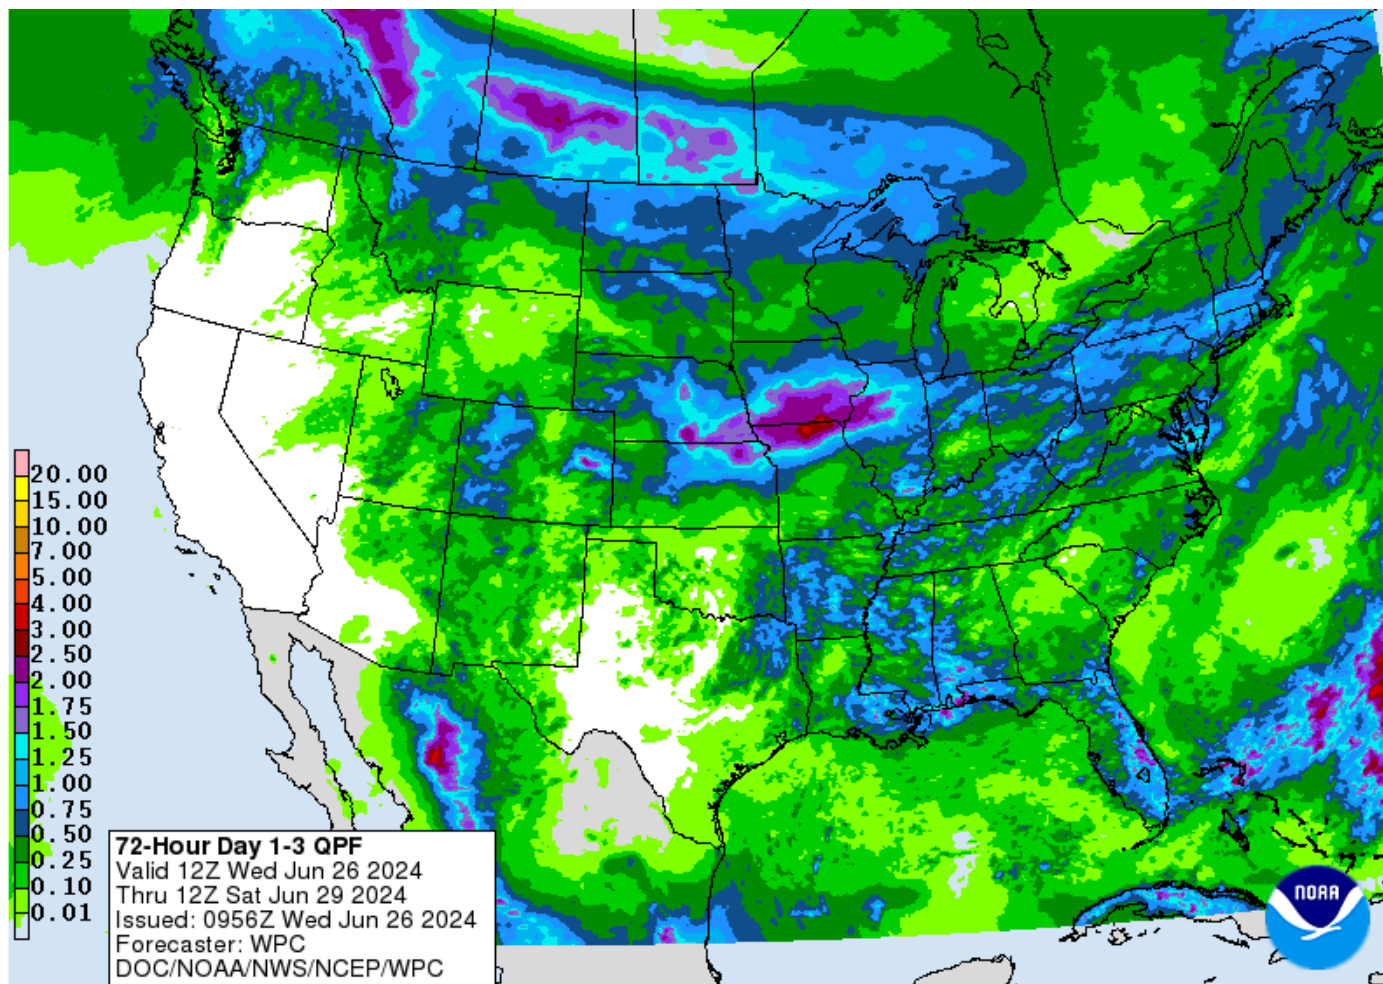 20.00
15.00
10.00
7.00
5.00
4.00
3.00
2.50
2.00
1.75
1.50
1.25
1.00
0.75
0.50
0.25
0.10
0.01
72-Hour Day 1-3 QPF
Valid 12Z Wed Jun 26 2024
Thru 12Z Sat Jun 29 2024
Issued: 0956Z Wed Jun 26 2024
Forecaster: WPC
DOC/NOAA/NWS/NCEP/WPC
NOAA